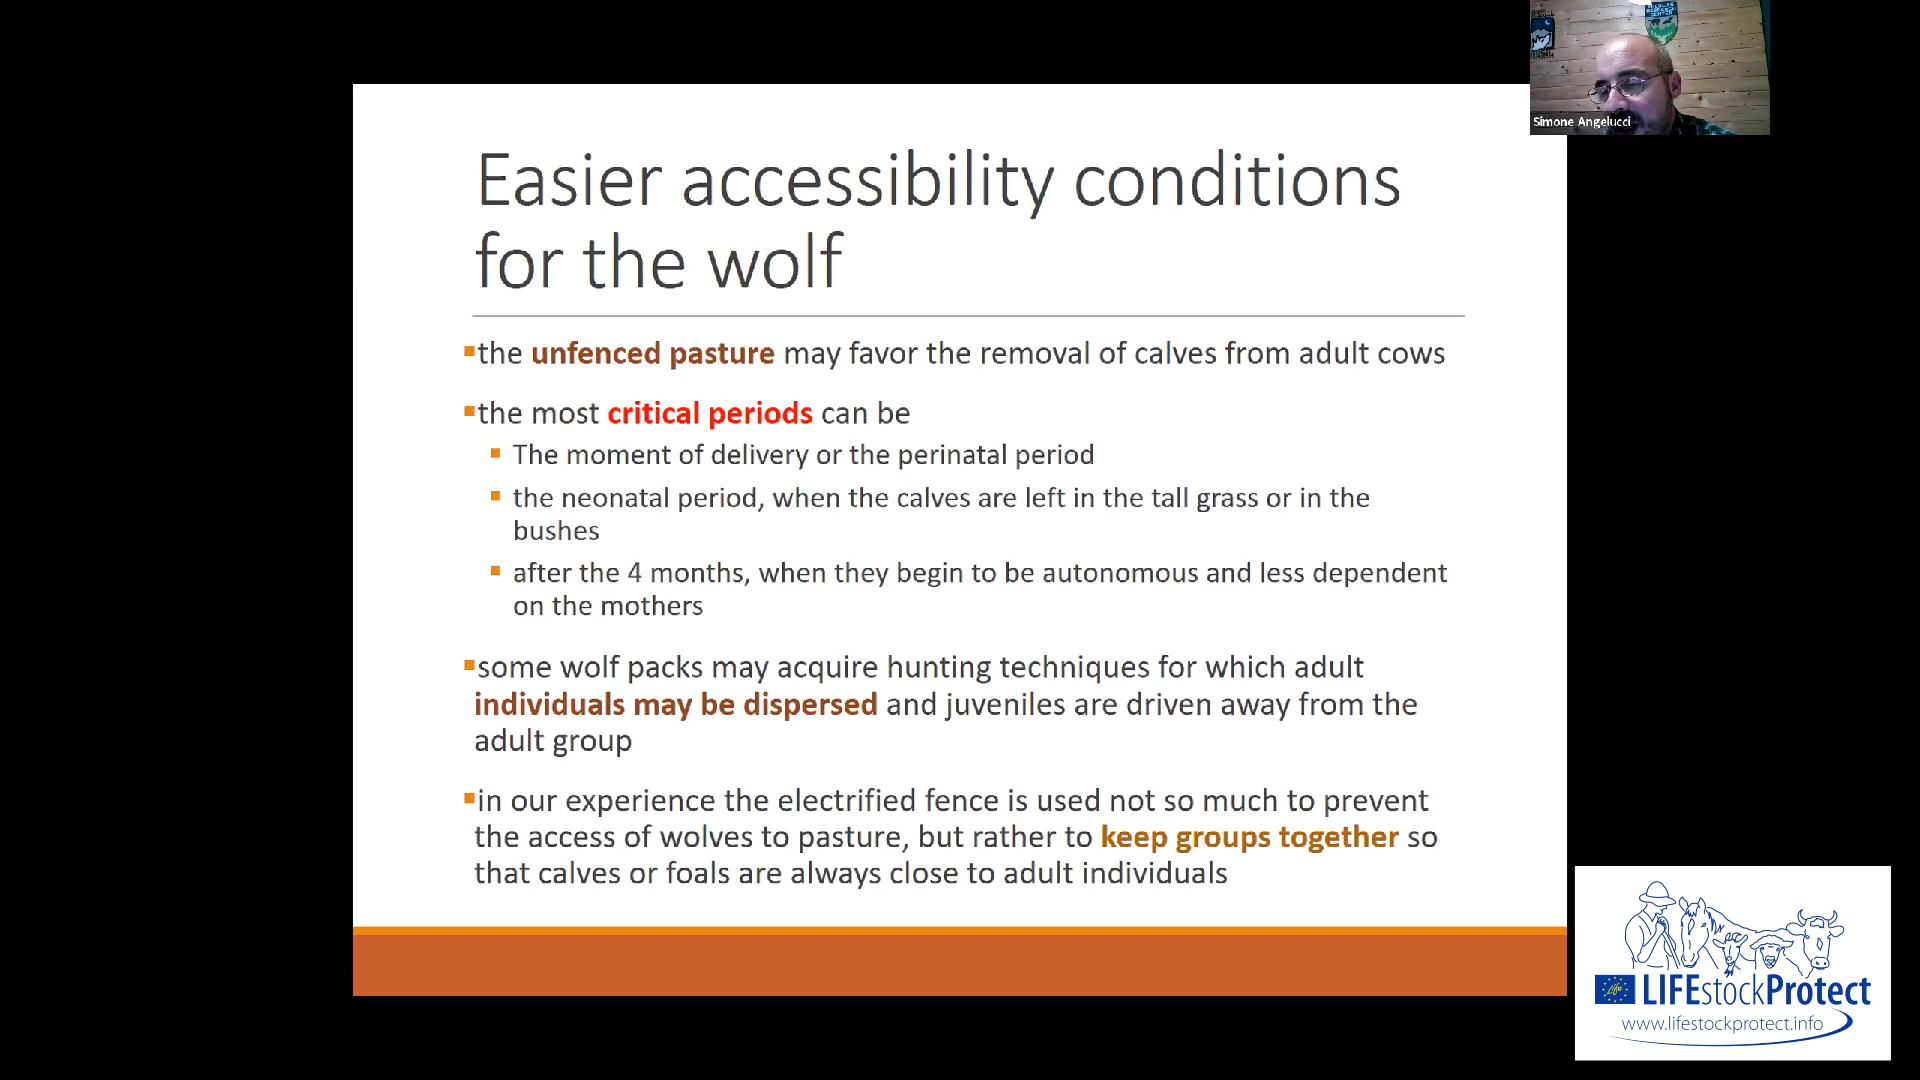 Simone Angelucci
Easier accessibility conditions
for the wolf
▪the unfenced pasture may favor the removal of calves from adult cows
▪the most critical periods can be
▪ The moment of delivery or the perinatal period
▪ the neonatal period, when the calves are left in the tall grass or in the
bushes
▪ after the 4 months, when they begin to be autonomous and less dependent
on the mothers
▪some wolf packs may acquire hunting techniques for which adult
individuals may be dispersed and juveniles are driven away from the
adult group
▪in our experience the electrified fence is used not so much to prevent
the access of wolves to pasture, but rather to keep groups together so
that calves or foals are always close to adult individuals
Life
LIFEstockProtect
www.lifestockprotect.info